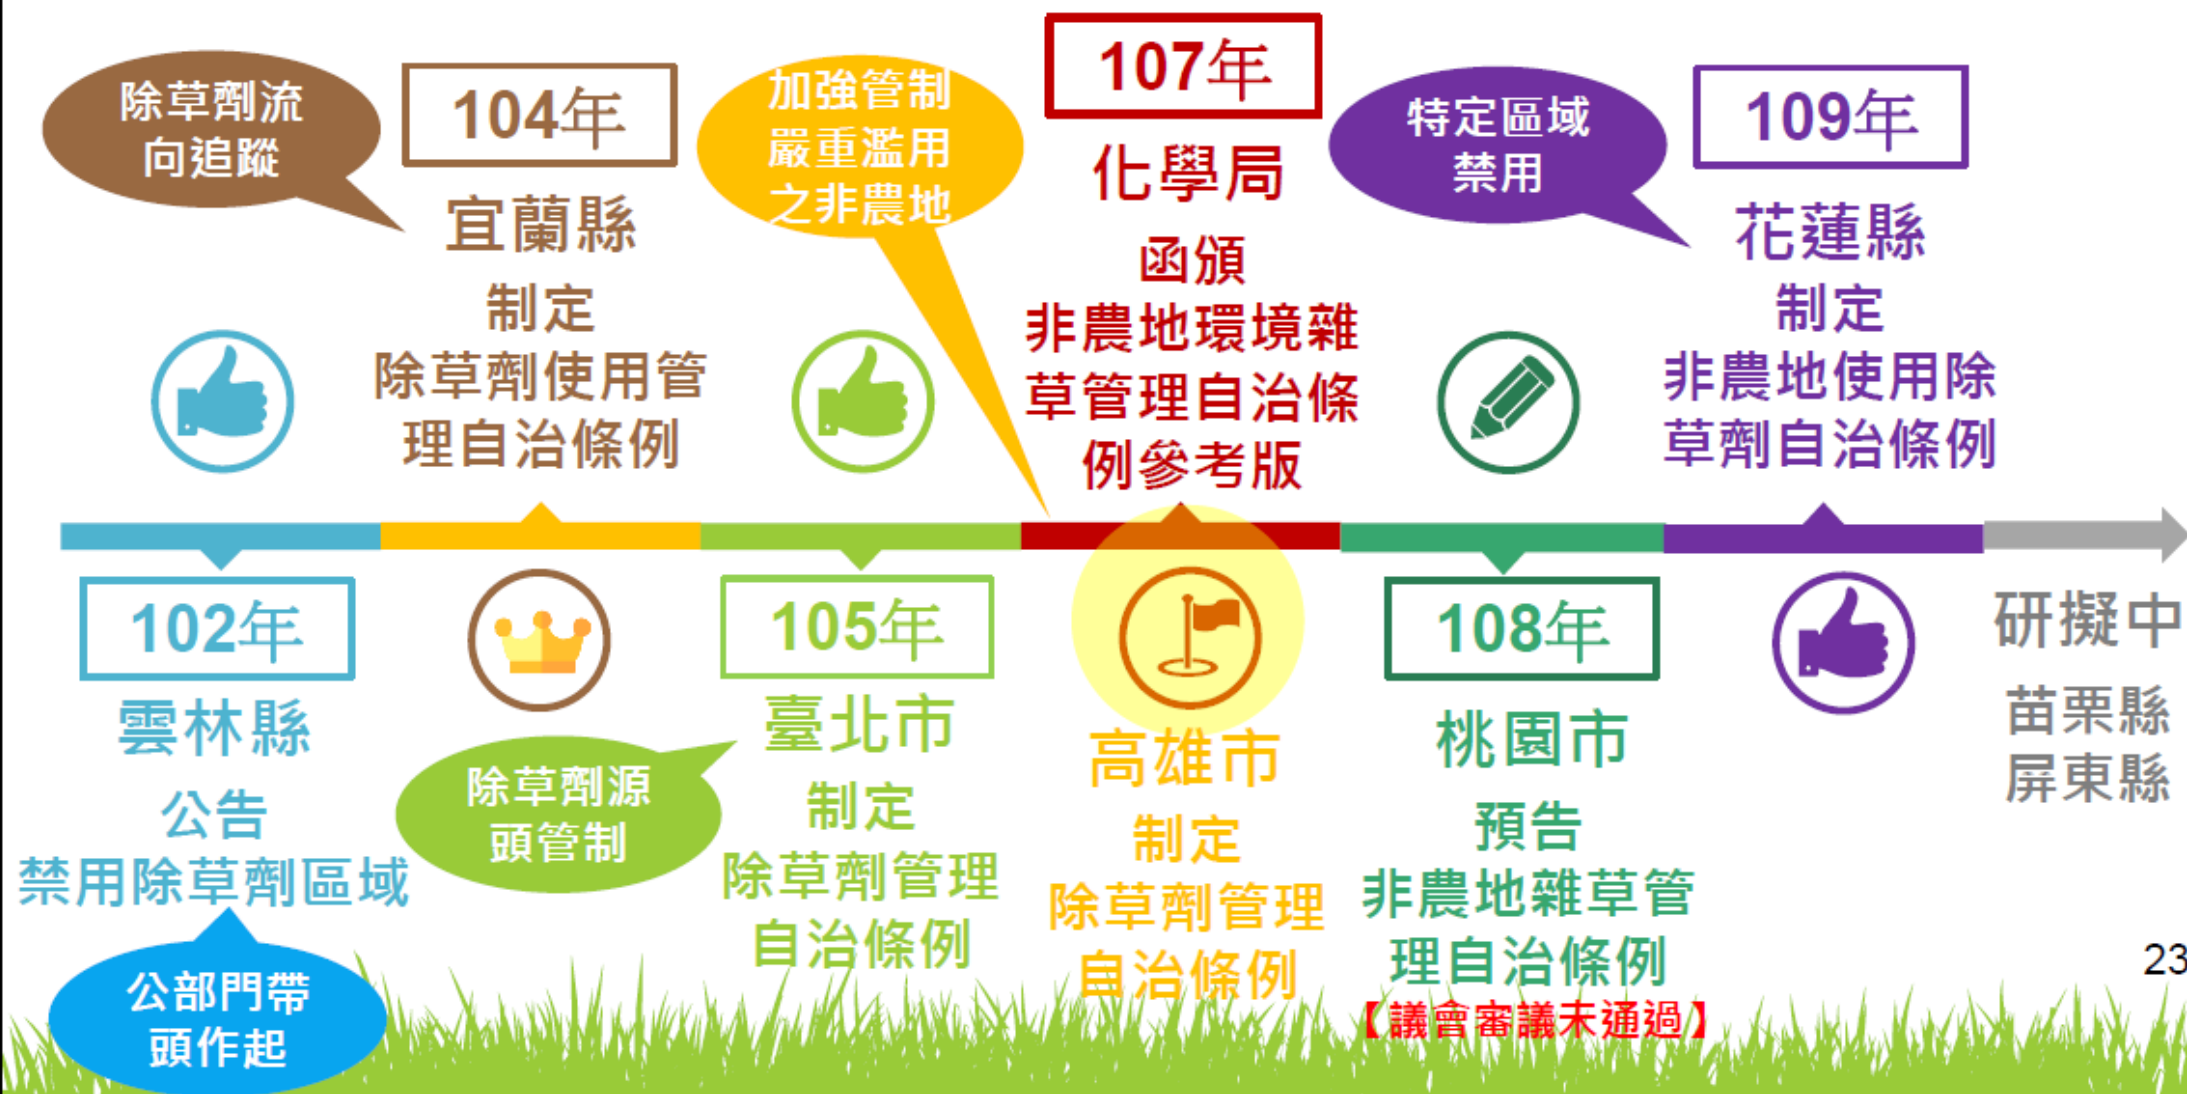 公部門帶
頭作起
102年
雲林縣
公告
禁用除草劑區域
除草劑流
向追蹤
104年
宜蘭縣
制定
除草劑使用管
理自治條例
除草劑源
頭管制
105年
臺北市
制定
除草劑管理
自治條例
107年
化學局
函頒
非農地環境雜
草管理自治條
例參考版
加強管制
嚴重濫用
之非農地
高雄市
制定
除草劑管理
自治條例
108年
桃園市
預告
非農地雜草管
理自治條例
【議會審議未通過】
特定區域
禁用
109年
花蓮縣
制定
非農地使用除
草劑自治條例
研擬中
苗栗縣
屏東縣
23